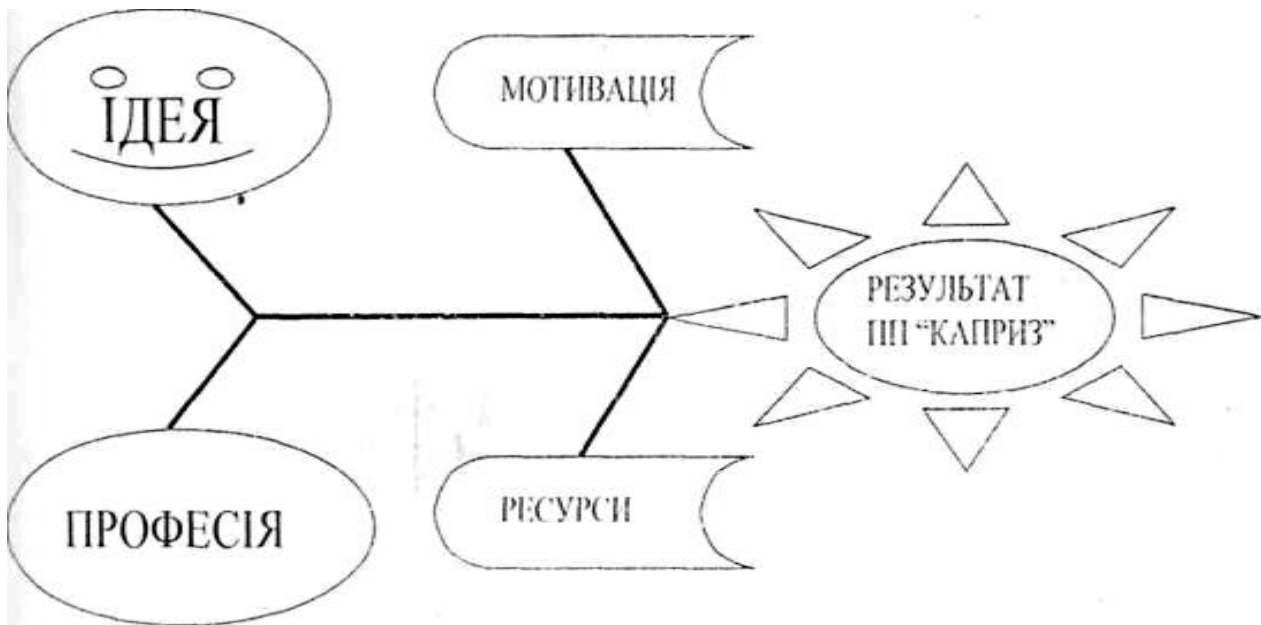 ІДЕЯ
МОТИВАЦІЯ
РЕЗУЛЬТАТ
ПП “КАПРИЗ”
ПРОФЕСІЯ
РЕСУРСИ